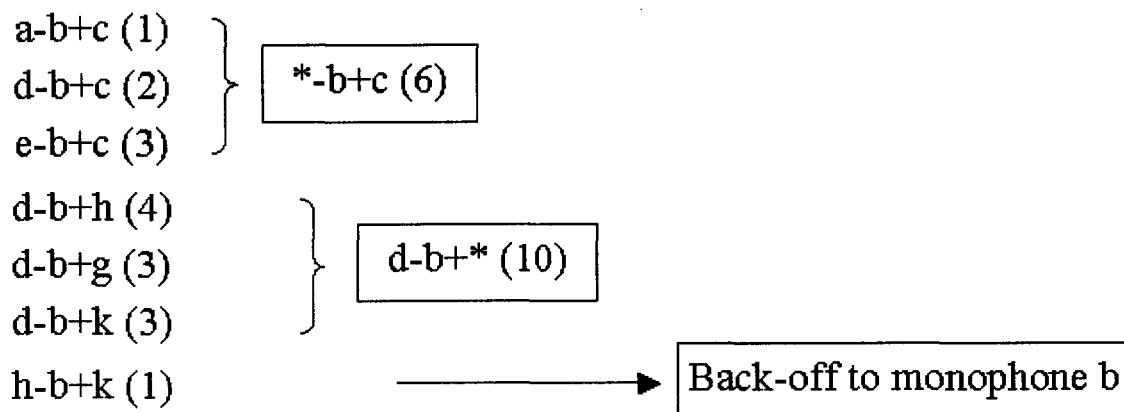 a-b+c (1)
d-b+c (2)
*-b+c (6)
e-b+c (3)
d-b+h (4)
d-b+g (3)
d-b+* (10)
d-b+k (3)
h-b+k (1)
Back-off to monophone b